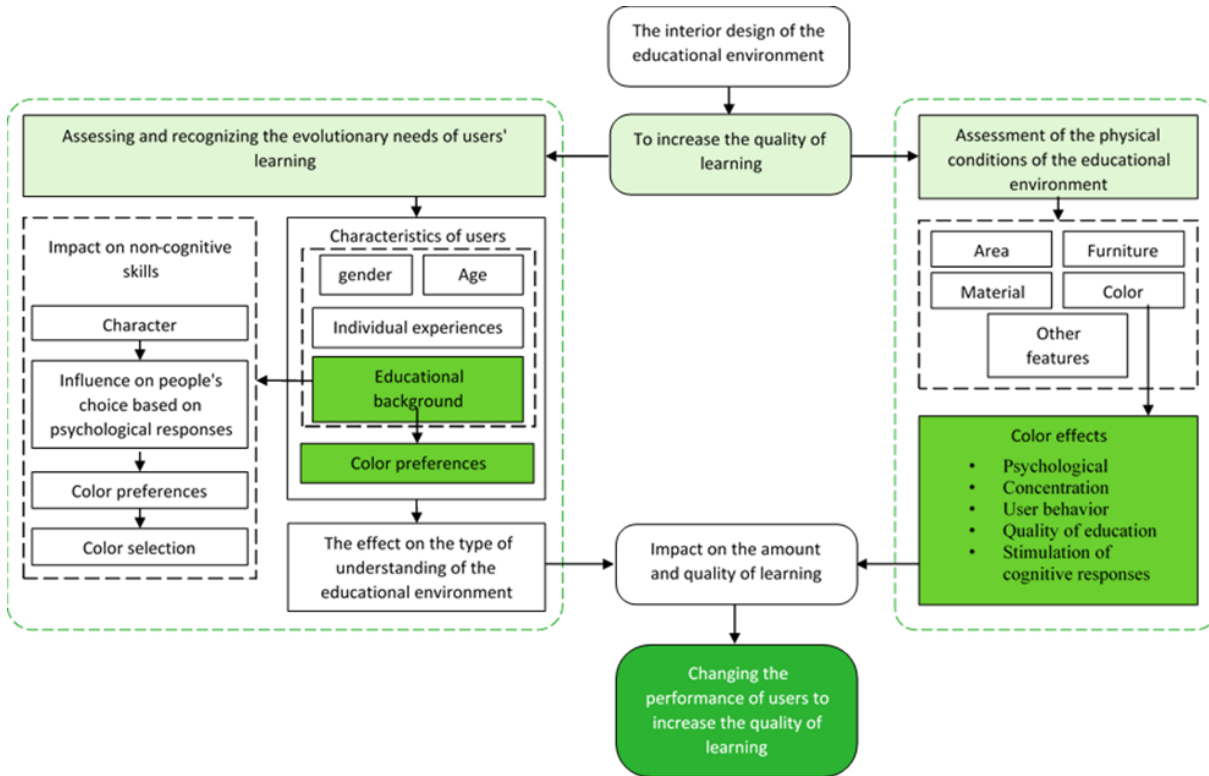 The interior design of the
educational environment
To increase the quality of
learning
Assessing and recognizing the evolutionary needs of users'
learning
Characteristics of users
gender
Age
Individual experiences
Educational
background
Color preferences
Impact on non-cognitive
skills
Character
Influence on people's
choice based on
psychological responses
Color preferences
Color selection
The effect on the type of
understanding of the
educational environment
Assessment of the physical
conditions of the educational
environment
Area
Furniture
Material
Color
Other
features
Color effects
• Psychological
• Concentration
• User behavior
• Quality of education
• Stimulation of
cognitive responses
Impact on the amount
and quality of learning
Changing the
performance of users to
increase the quality of
learning